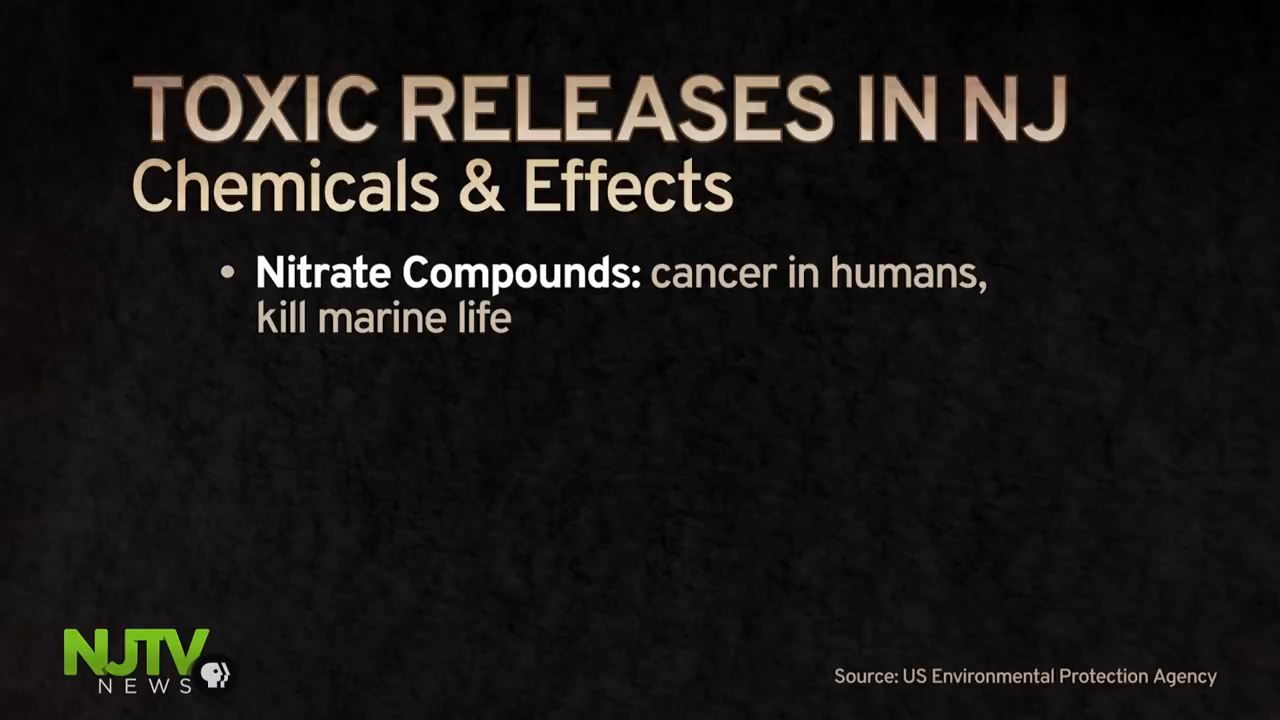 TOXIC RELEASES IN NJ
Chemicals & Effects
• Nitrate Compounds: cancer in humans,
kill marine life
NJTV
NEWS
Source: US Environmental Protection Agency